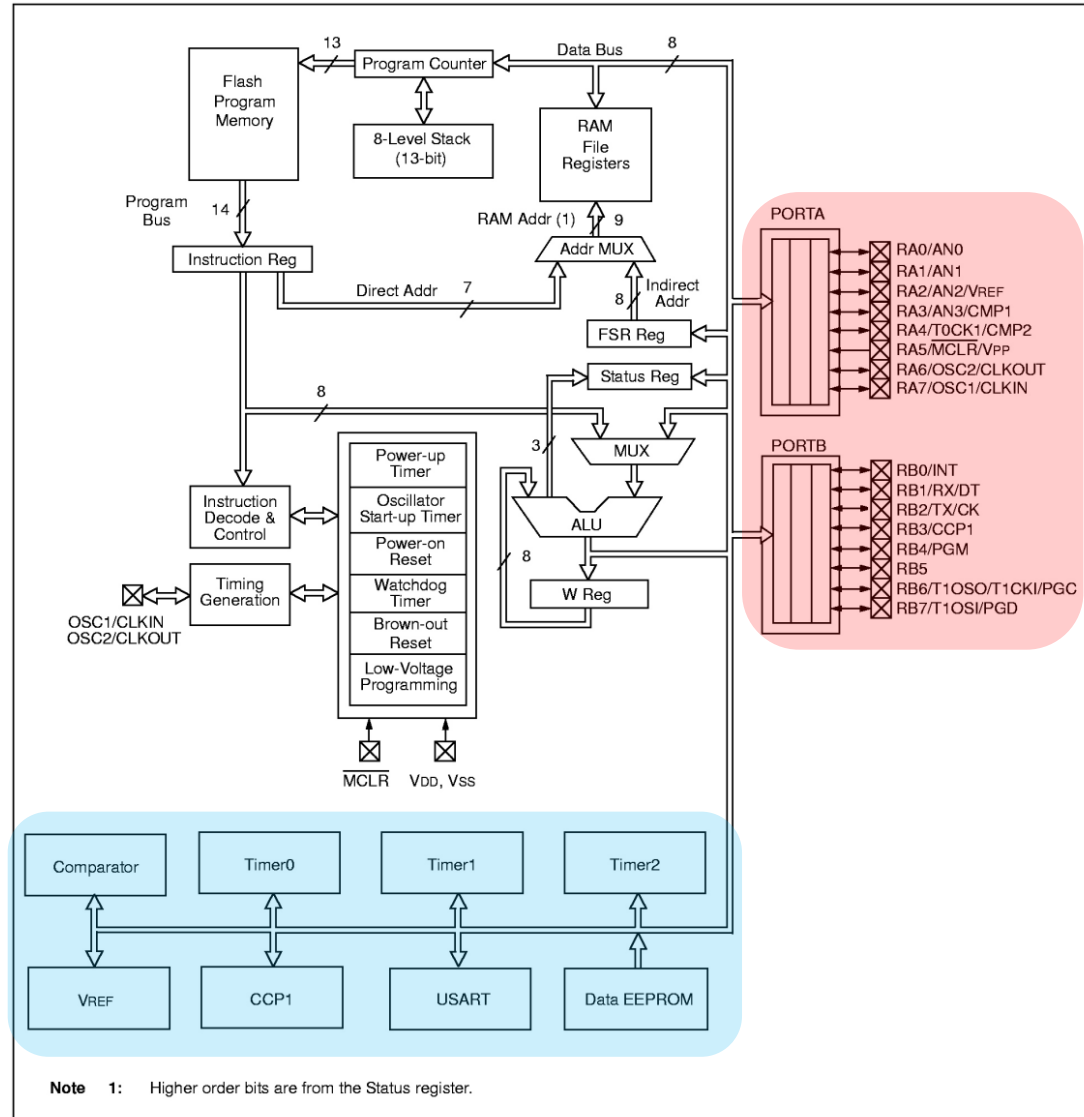 13
Program Counter
Data Bus
8
Flash
Program
Memory
8-Level Stack
(13-bit)
RAM
File
Registers
Program
Bus
14
RAM Addr (1)
9
Addr MUX
Instruction Reg
Direct Addr
7
Indirect
Addr
8
FSR Reg
Status Reg
8
3
MUX
ALU
8
W Reg
Power-up
Timer
Oscillator
Start-up Timer
Power-on
Reset
Watchdog
Timer
Brown-out
Reset
Low-Voltage
Programming
Instruction
Decode &
Control
Timing
Generation
OSC1/CLKIN
OSC2/CLKOUT
MCLR
VDD, VSS
PORTA
RA0/AN0
RA1/AN1
RA2/AN2/VREF
RA3/AN3/CMP1
RA4/T0CK1/CMP2
RA5/MCLR/VPP
RA6/OSC2/CLKOUT
RA7/OSC1/CLKIN
PORTB
RB0/INT
RB1/RX/DT
RB2/TX/CK
RB3/CCP1
RB4/PGM
RB5
RB6/T1OSO/T1CKI/PGC
RB7/T1OSI/PGD
Comparator
Timer0
Timer1
Timer2
VREF
CCP1
USART
Data EEPROM
Note 1: Higher order bits are from the Status register.